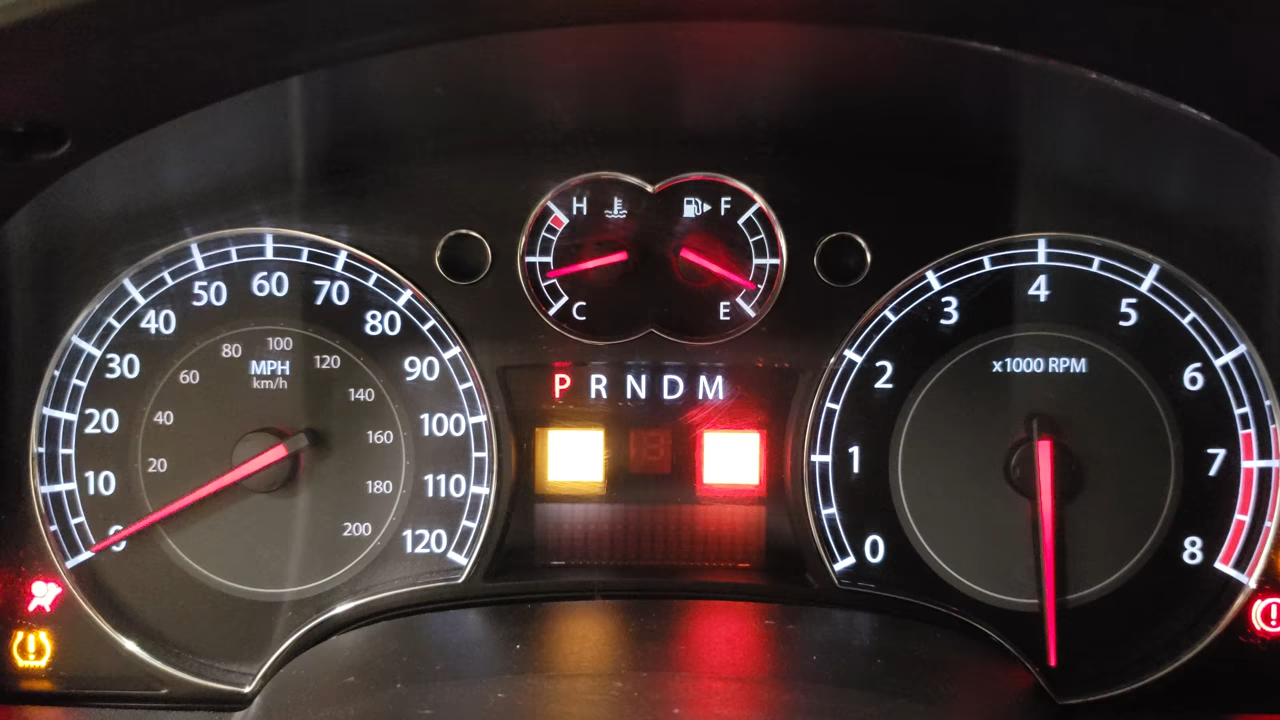 H F
C E
0 10 20 30 40 50 60 70 80 90 100 110 120
20 40 60 80 100 120 140 160 180 200
MPH
km/h
P R N D M
0 1 2 3 4 5 6 7 8
x1000 RPM